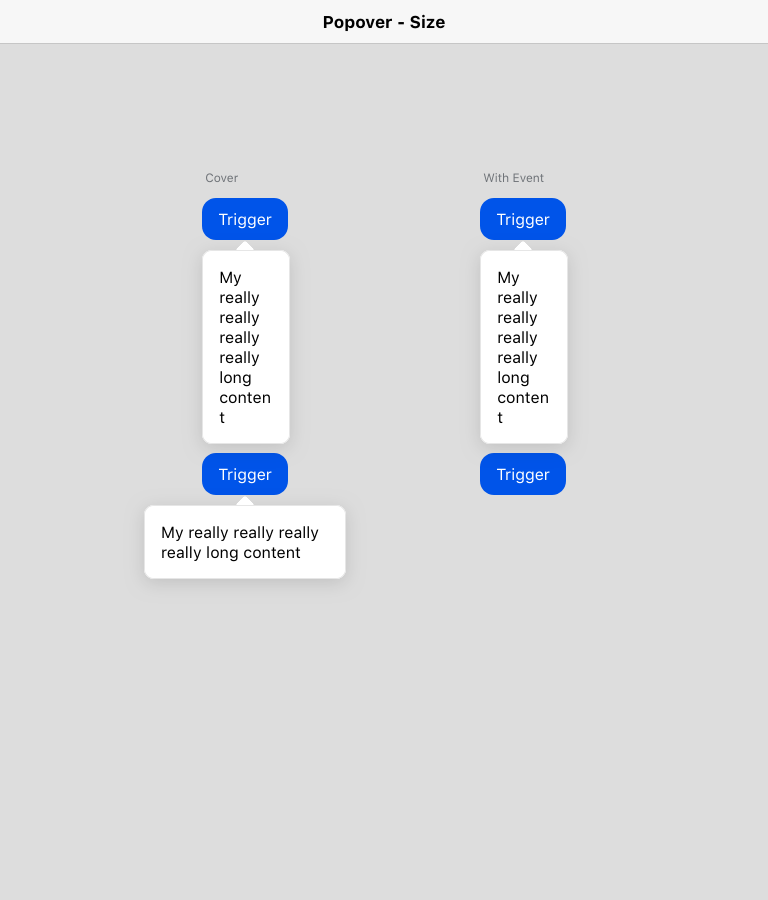 Popover - Size
Cover
Trigger
My
really
really
really
really
long
conten
t
Trigger
My really really really
really long content
With Event
Trigger
My
really
really
really
really
long
conten
t
Trigger